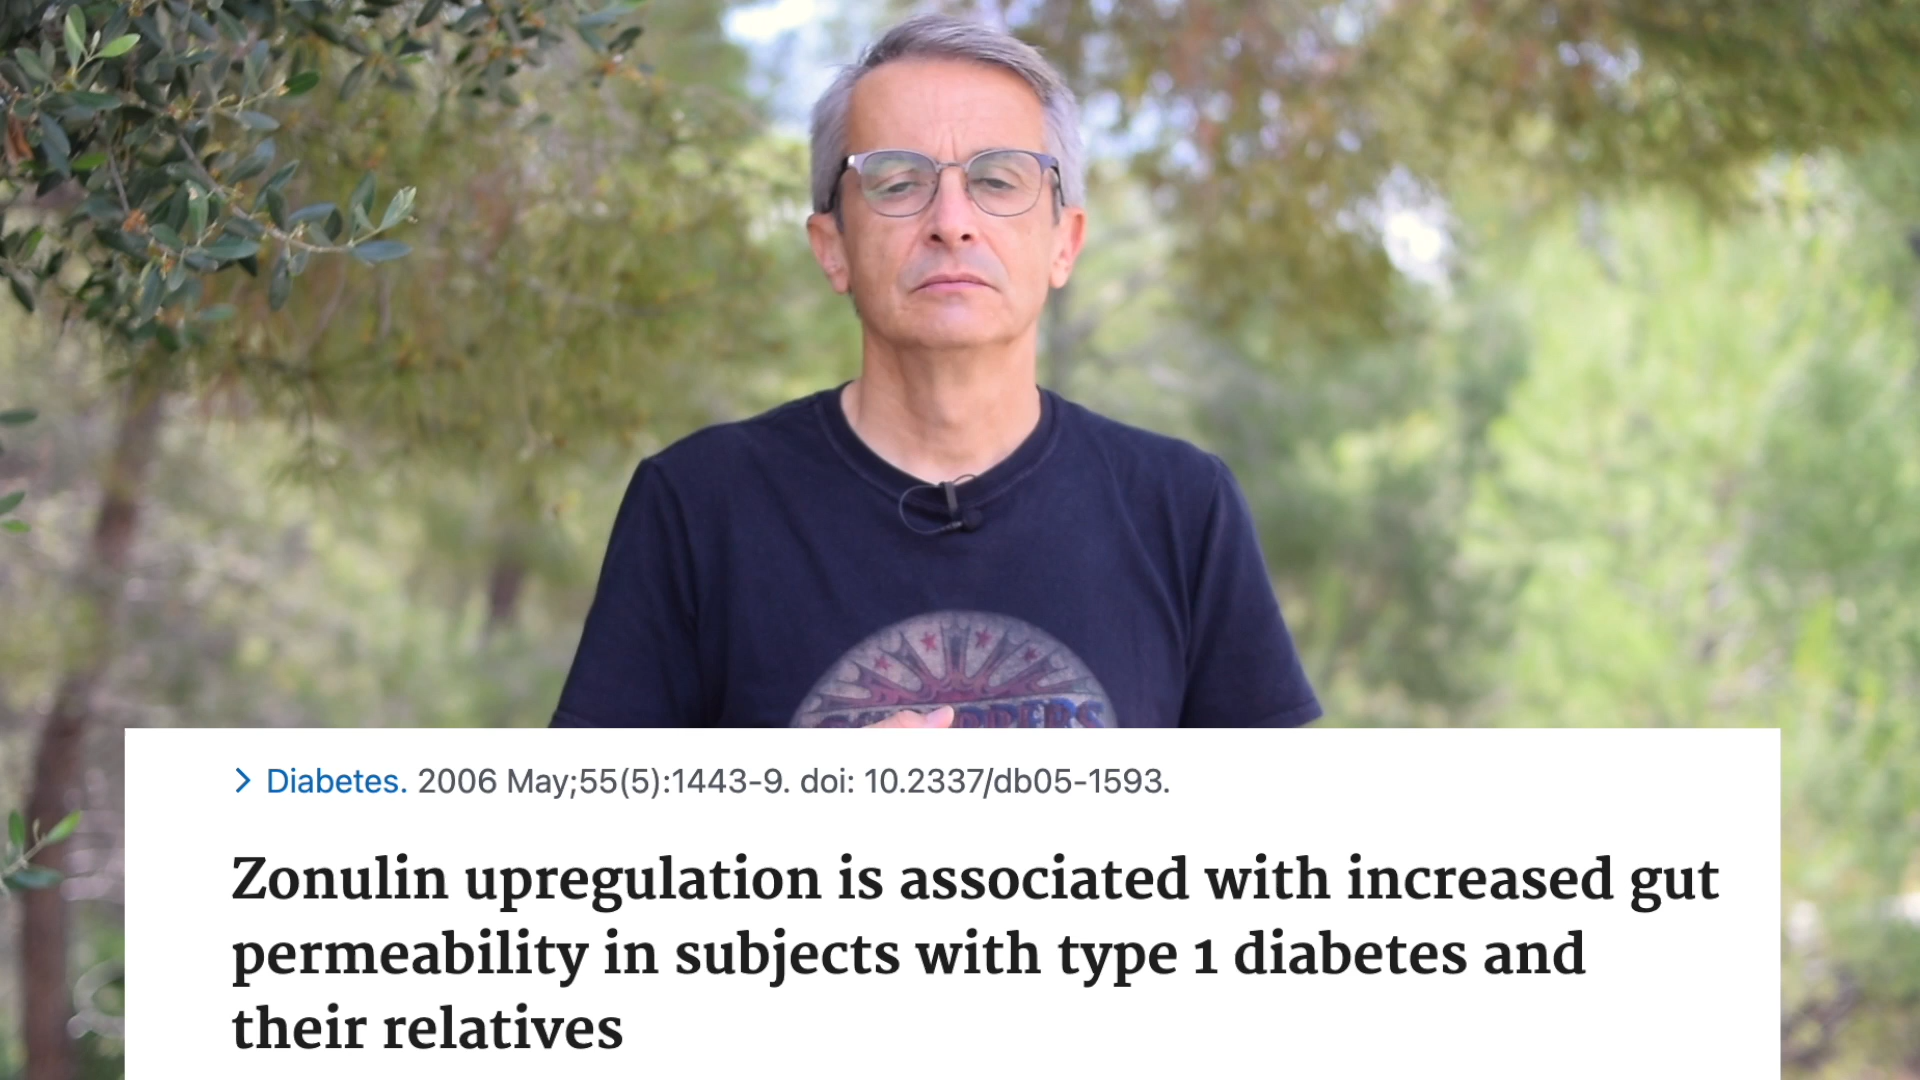 > Diabetes. 2006 May;55(5):1443-9. doi: 10.2337/db05-1593.
Zonulin upregulation is associated with increased gut
permeability in subjects with type 1 diabetes and
their relatives